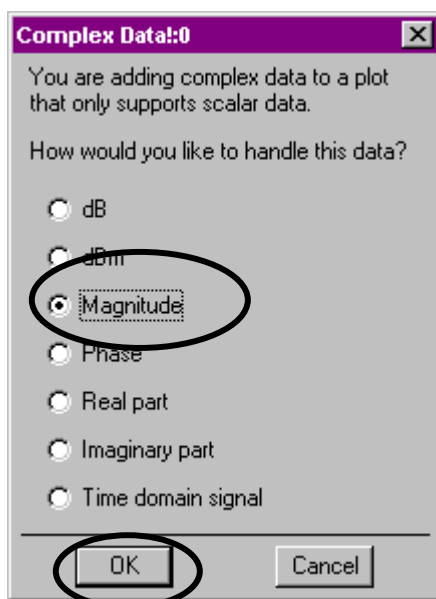 Complex Data!:0
You are adding complex data to a plot
that only supports scalar data.
How would you like to handle this data?
dB
dBm
Magnitude
Phase
Real part
Imaginary part
Time domain signal
OK
Cancel